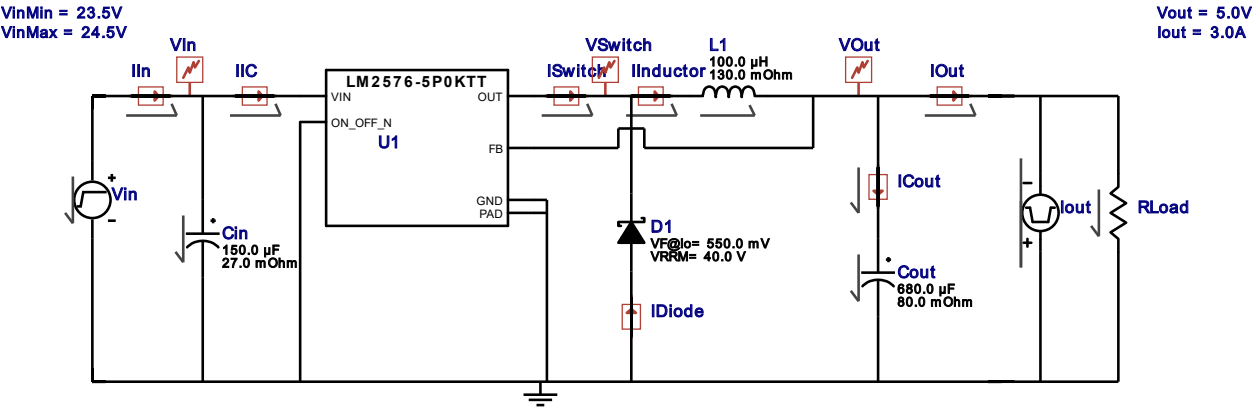 VinMin = 23.5V
VinMax = 24.5V
Vout = 5.0V
Iout = 3.0A
VIn
VSwitch
L1
VOut
IIn
IIC
LM2576-5P0KTT
ISwitch
IInductor
100.0 µH
130.0 mOhm
IOut
VIN
OUT
ON_OFF_N
U1
FB
ICout
Vin
+
-
GND
PAD
Iout
-
+
RLoad
Cin
150.0 µF
27.0 mOhm
D1
VF@Io= 550.0 mV
VRRM= 40.0 V
Cout
680.0 µF
80.0 mOhm
IDiode